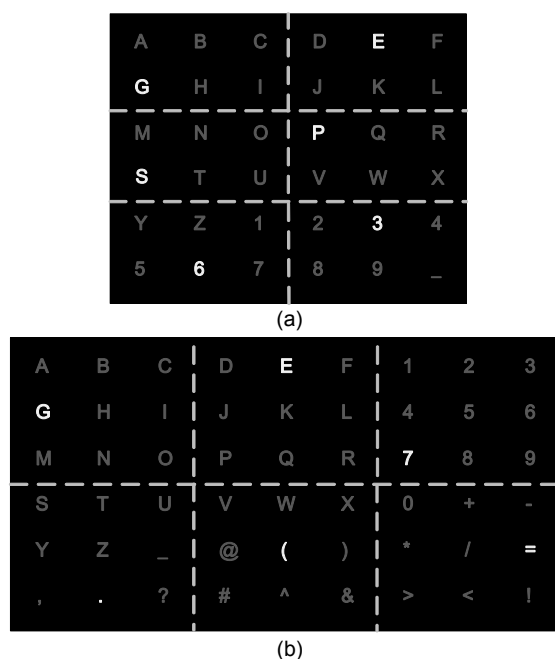 A B C D E F
G H I J K L
M N O P Q R
S T U V W X
Y Z 1 2 3 4
5 6 7 8 9 _
(a)
A B C D E F 1 2 3
G H I J K L 4 5 6
M N O P Q R 7 8 9
S T U V W X 0 + -
Y Z _ @ ( ) * / =
, . ? # ^ & > < !
(b)